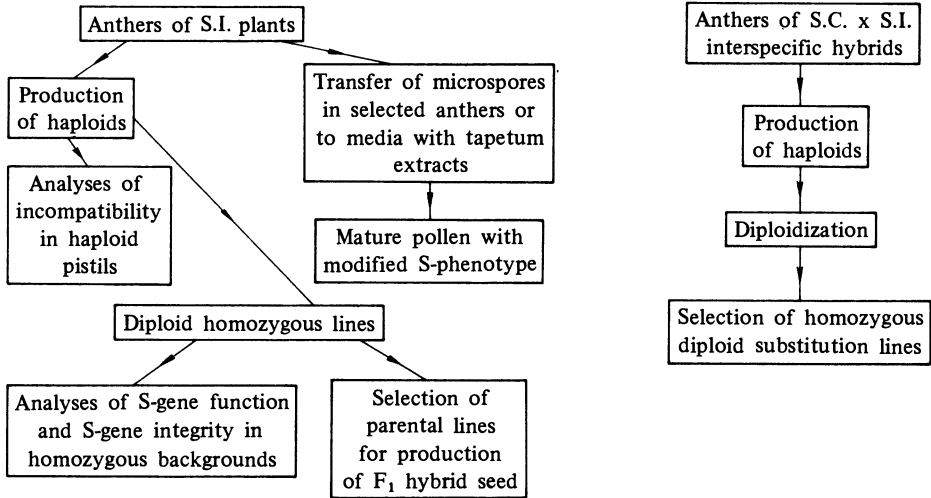 Anthers of S.I. plants
Production
of haploids
Analyses of
incompatibility
in haploid
pistils
Transfer of microspores
in selected anthers or
to media with tapetum
extracts
Mature pollen with
modified S-phenotype
Diploid homozygous lines
Analyses of S-gene function
and S-gene integrity in
homozygous backgrounds
Selection of
parental lines
for production
of F₁ hybrid seed
Anthers of S.C. x S.I.
interspecific hybrids
Production
of haploids
Diploidization
Selection of homozygous
diploid substitution lines